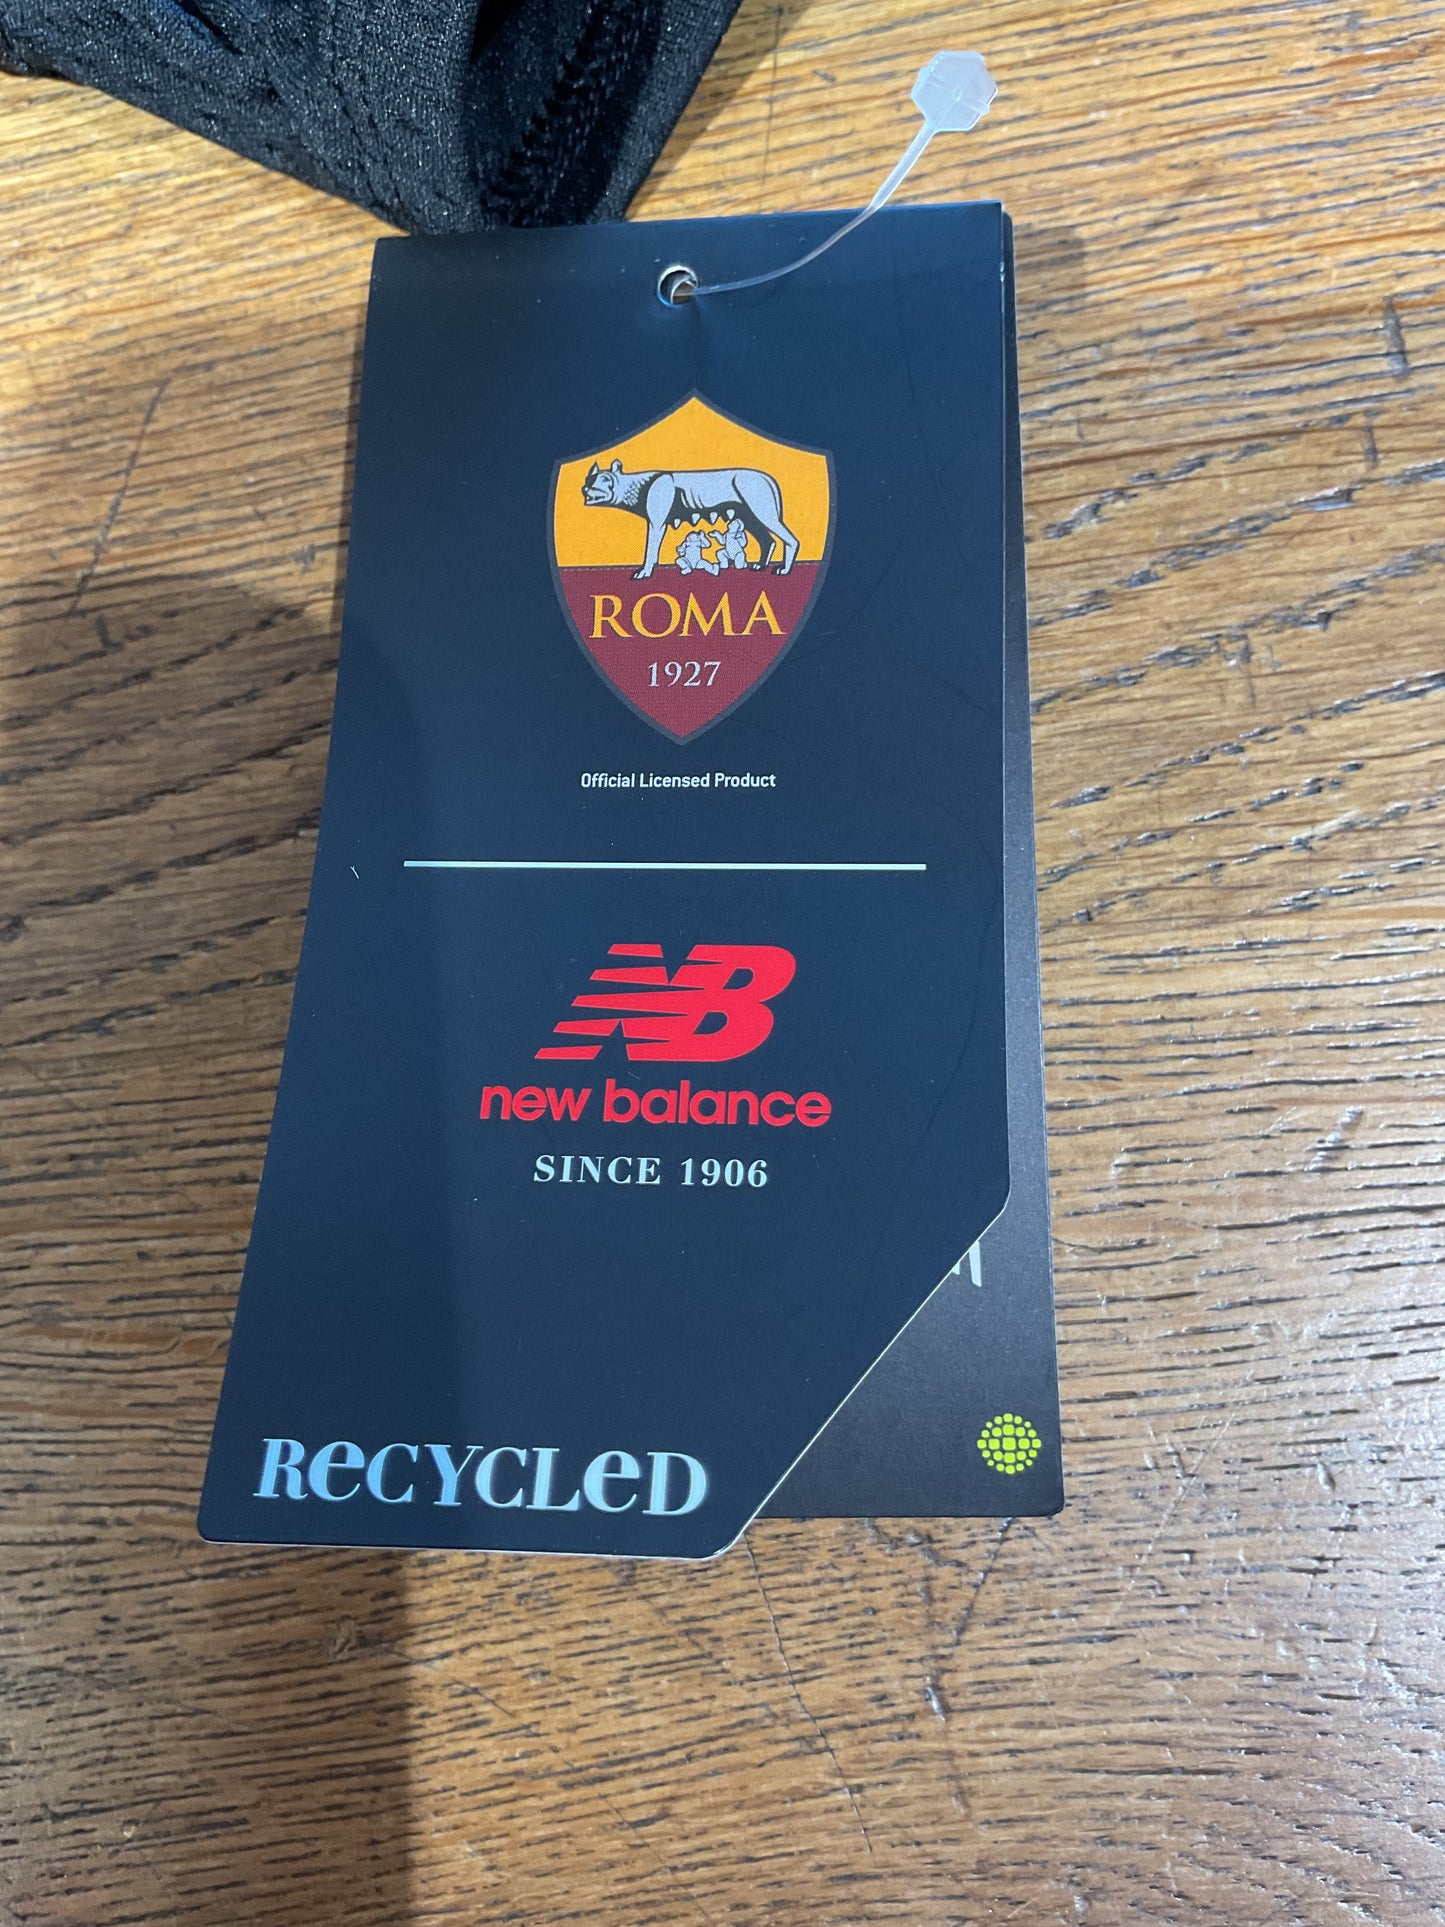 ROMA
1927
Official Licensed Product
NB
new balance
SINCE 1906
ReCYCLeD